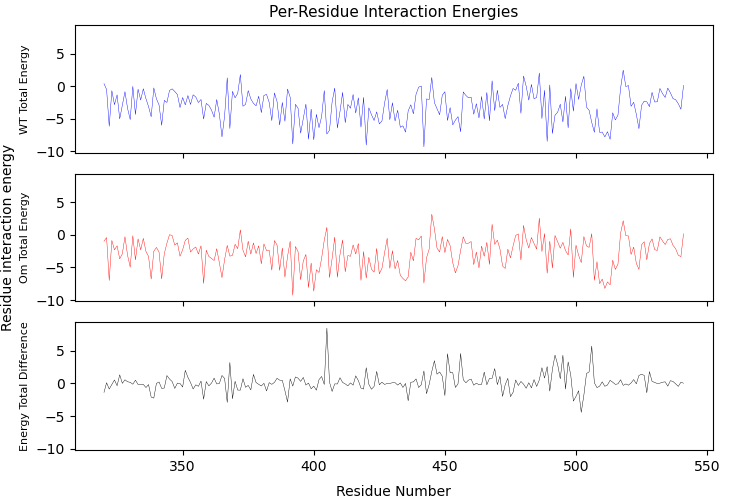 Per-Residue Interaction Energies
Residue interaction energy
WT Total Energy
5
0
−5
−10
Om Total Energy
5
0
−5
−10
Energy Total Difference
5
0
−5
−10
350 400 450 500 550
Residue Number